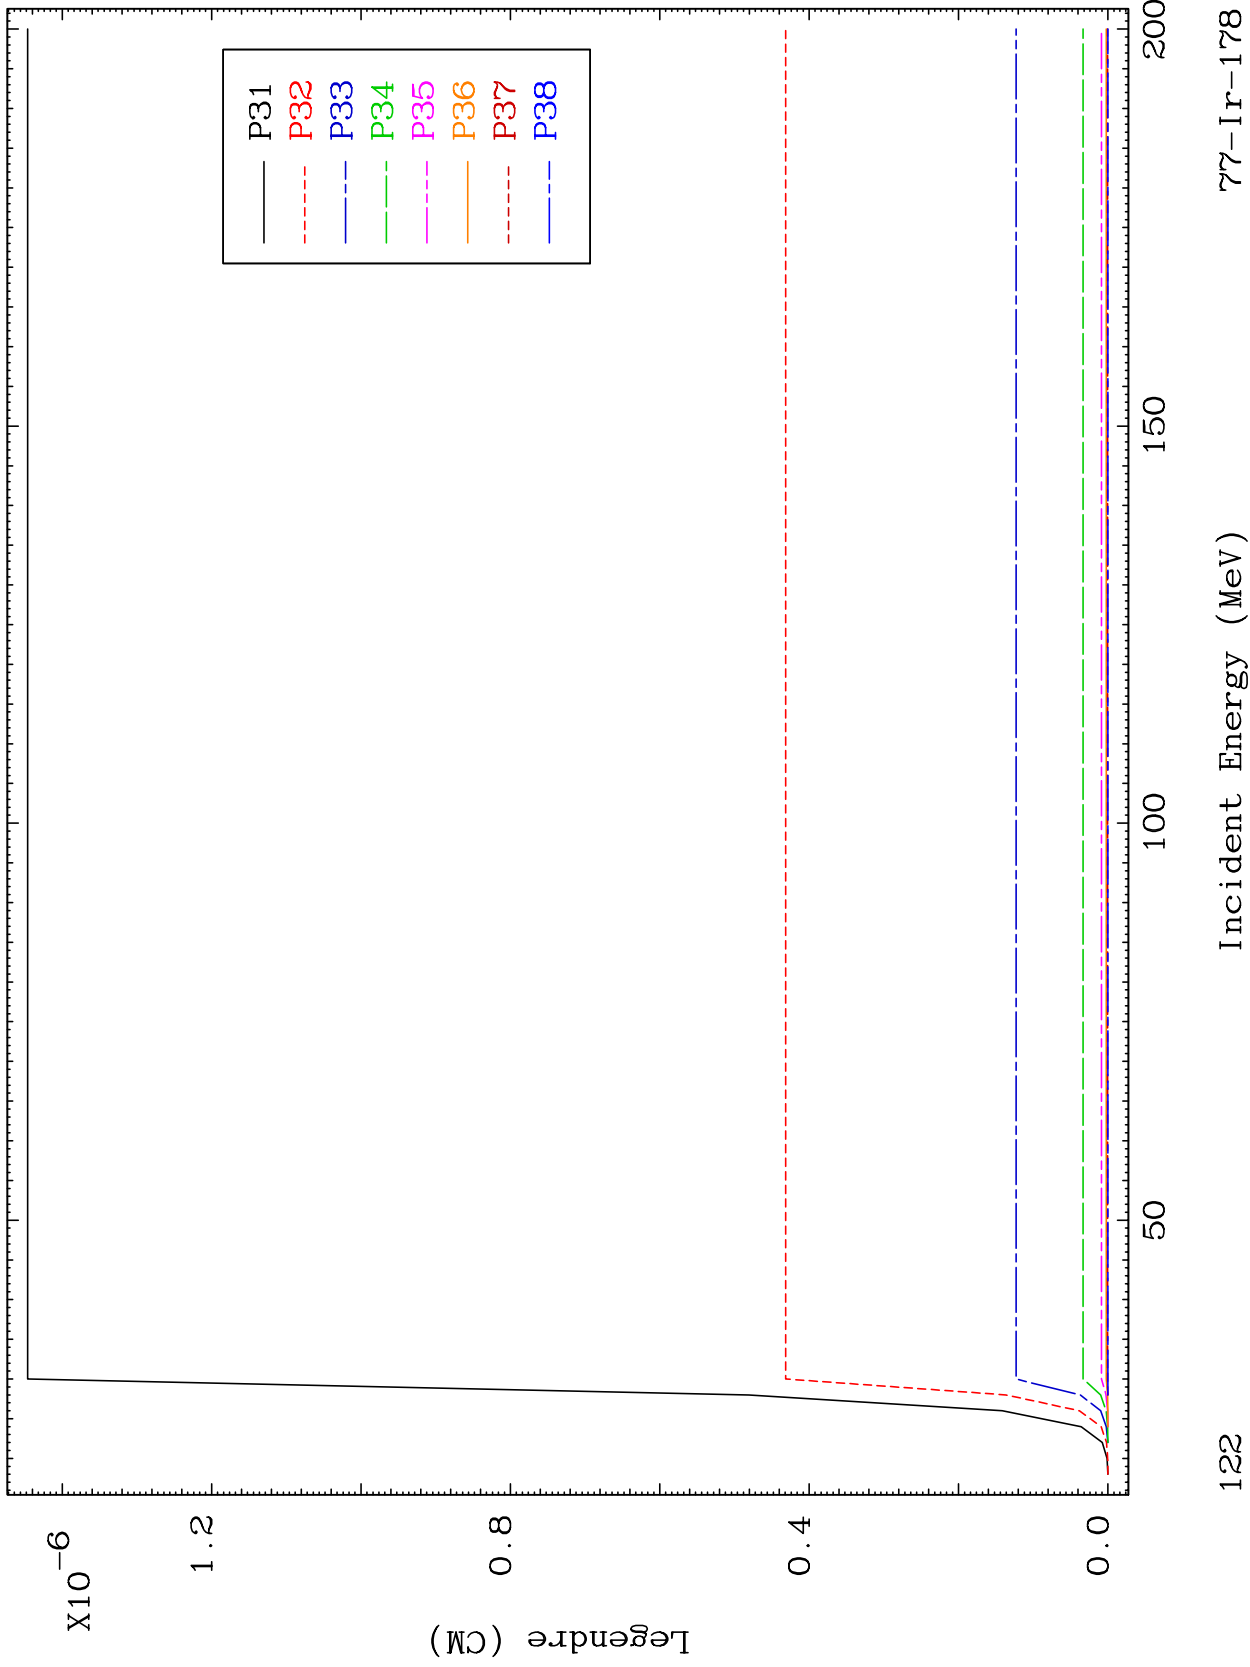 X10^-6
1.2
0.8
0.4
0.0
Legendre (CM)
P31
P32
P33
P34
P35
P36
P37
P38
50
100
150
200
122
Incident Energy (MeV)
77-Ir-178